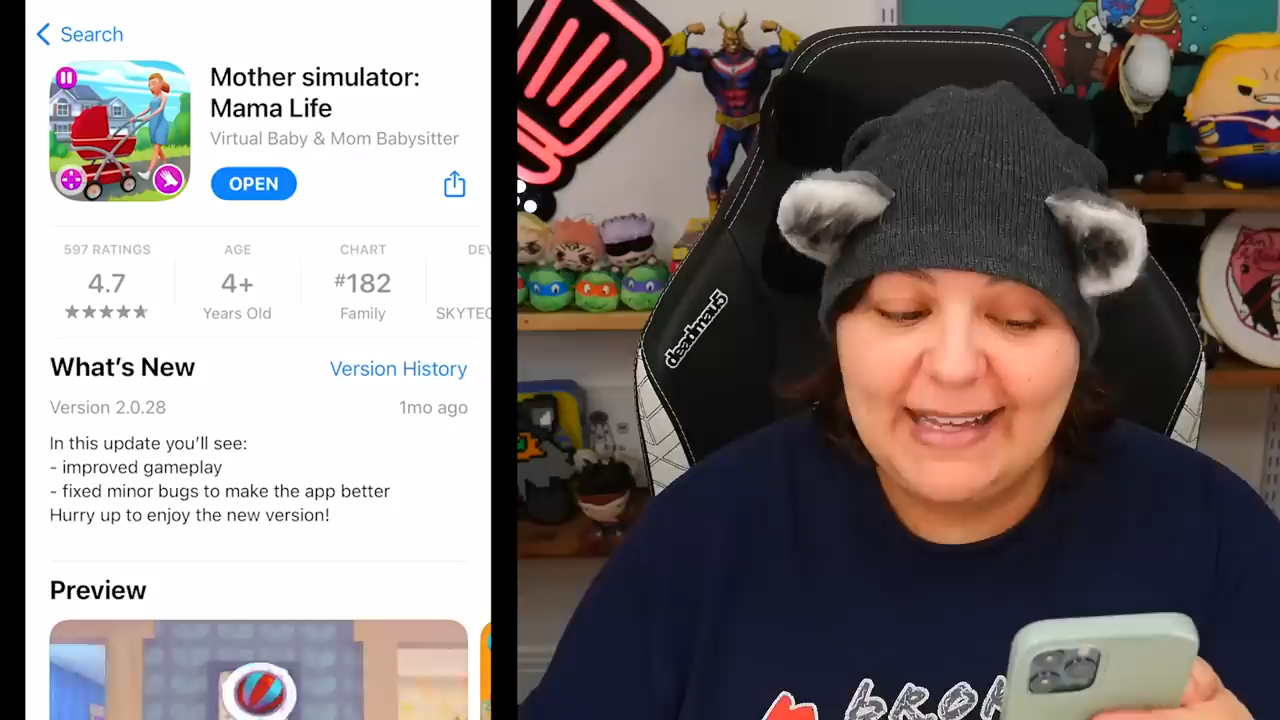 Search
Mother simulator:
Mama Life
Virtual Baby & Mom Babysitter
OPEN
597 RATINGS
4.7
AGE
4+
Years Old
CHART
#182
Family
DEV
SKYTEC
What's New
Version History
Version 2.0.28
1mo ago
In this update you'll see:
- improved gameplay
- fixed minor bugs to make the app better
Hurry up to enjoy the new version!
Preview
deadmau5